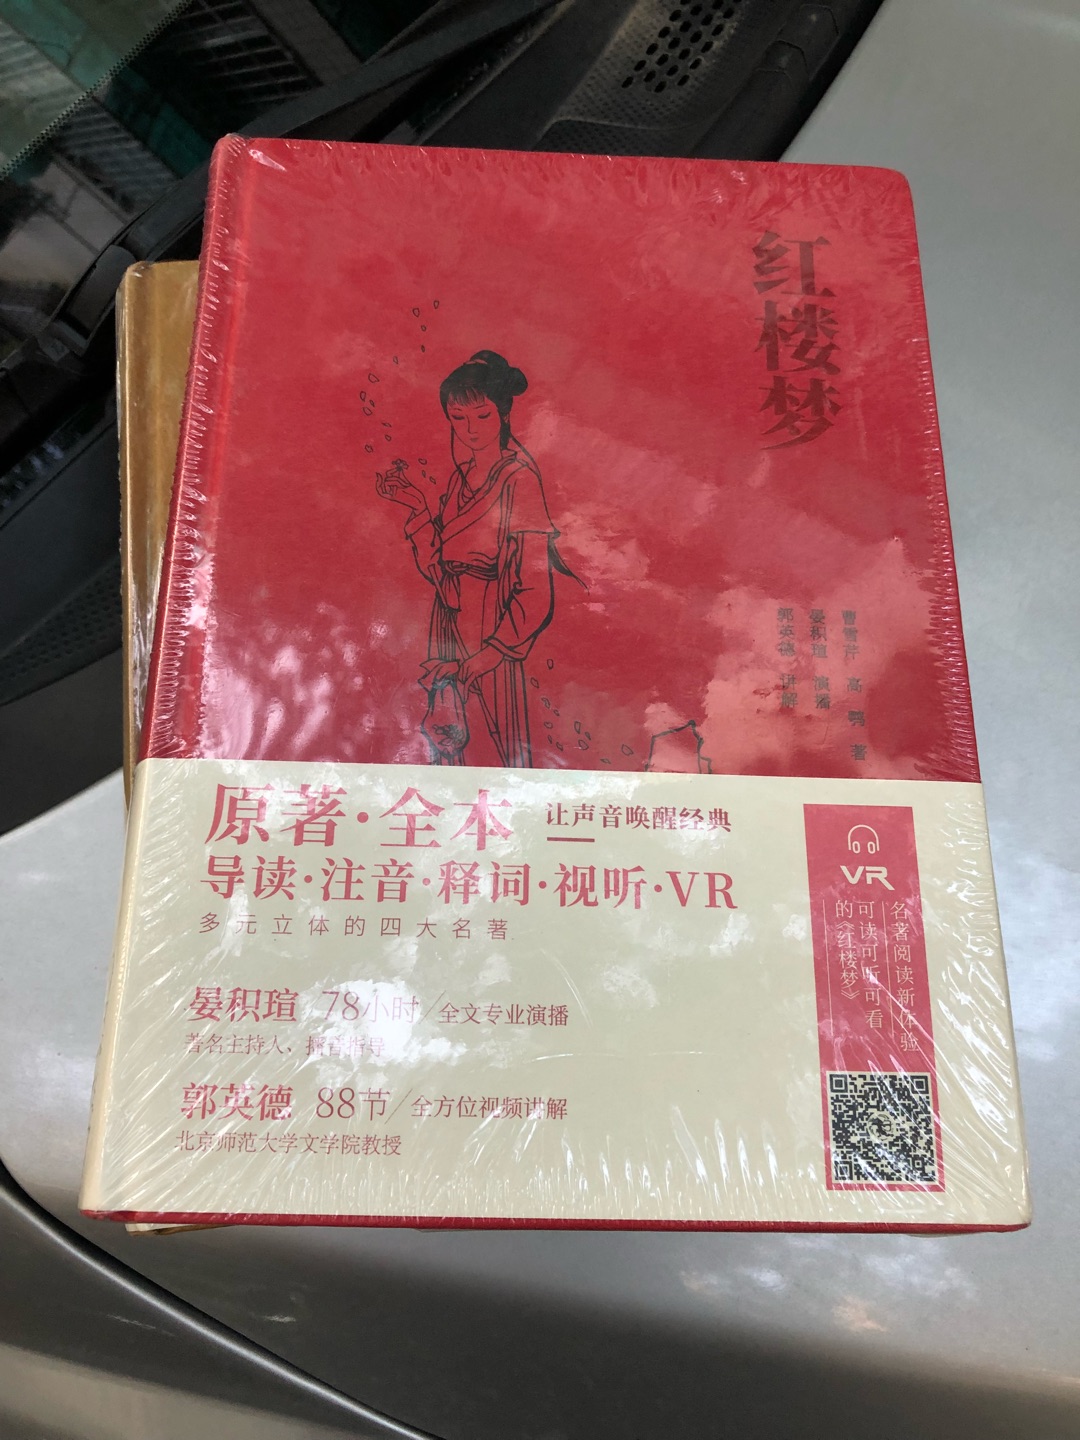 红楼梦
曹雪芹 高鹗 著
晏积瑄 演播
郭英德 讲解
原著·全本
让声音唤醒经典
导读·注音·释词·视听·VR
多元立体的四大名著
晏积瑄 78小时/全文专业演播
著名主持人、播音指导
郭英德 88节/全方位视频讲解
北京师范大学文学院教授
VR
名著阅读新体验
可读可听可看
的《红楼梦》